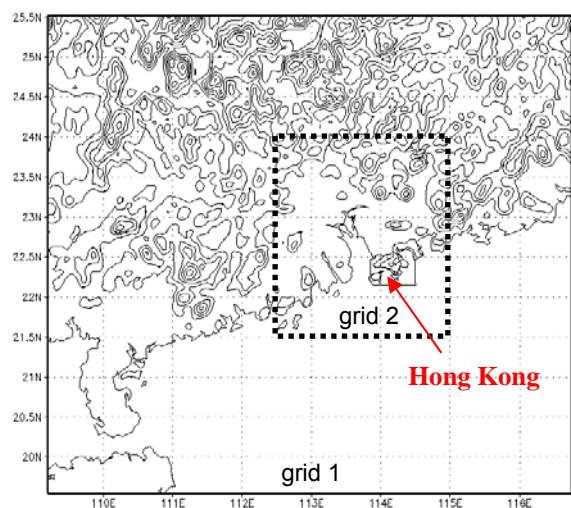 25.5N
25N
24.5N
24N
23.5N
23N
22.5N
22N
21.5N
21N
20.5N
20N
grid 2
Hong Kong
grid 1
110E 111E 112E 113E 114E 115E 116E